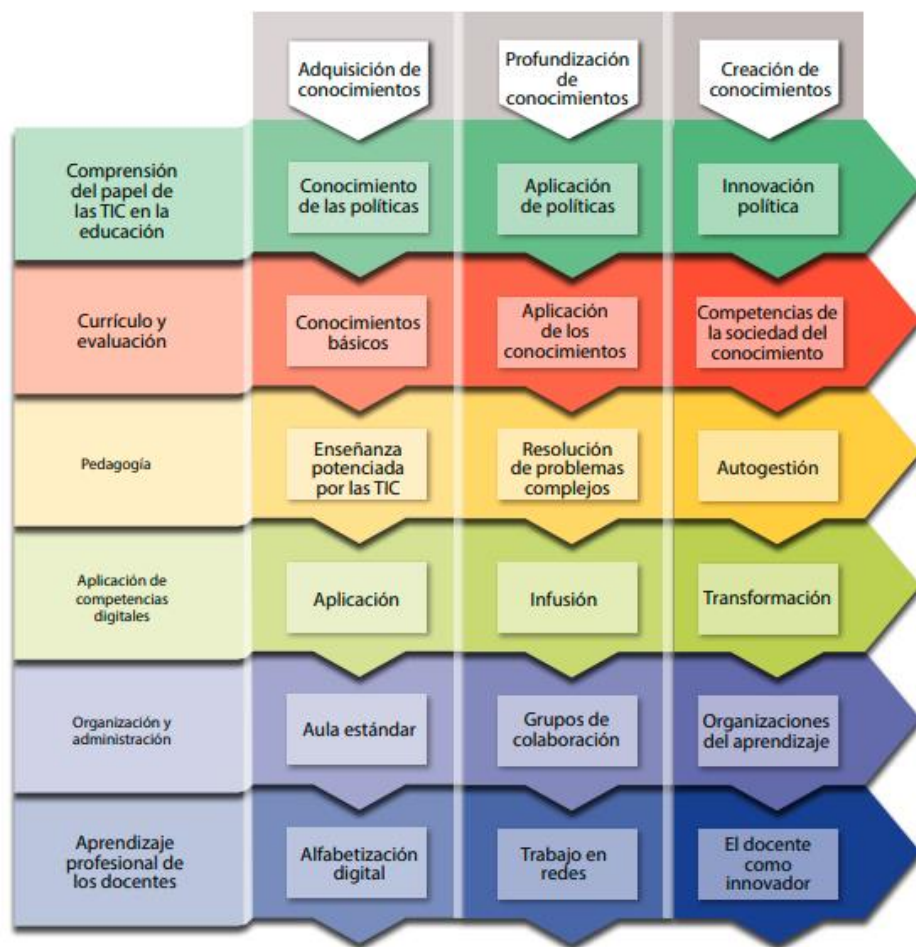 Adquisición de
conocimientos
Profundización
de
conocimientos
Creación de
conocimientos
Comprensión
del papel de
las TIC en la
educación
Conocimiento
de las políticas
Aplicación
de políticas
Innovación
política
Currículo y
evaluación
Conocimientos
básicos
Aplicación
de los
conocimientos
Competencias de
la sociedad del
conocimiento
Pedagogía
Enseñanza
potenciada
por las TIC
Resolución
de problemas
complejos
Autogestión
Aplicación de
competencias
digitales
Aplicación
Infusión
Transformación
Organización y
administración
Aula estándar
Grupos de
colaboración
Organizaciones
del aprendizaje
Aprendizaje
profesional de
los docentes
Alfabetización
digital
Trabajo en
redes
El docente
como
innovador